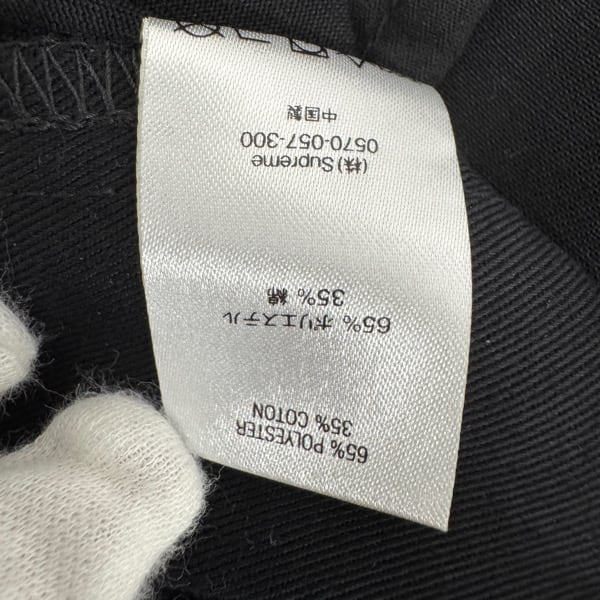 65% POLYESTER
35% COTON
65% ポリエステル
35% 綿
(株) Supreme
0570-057-300
中国製